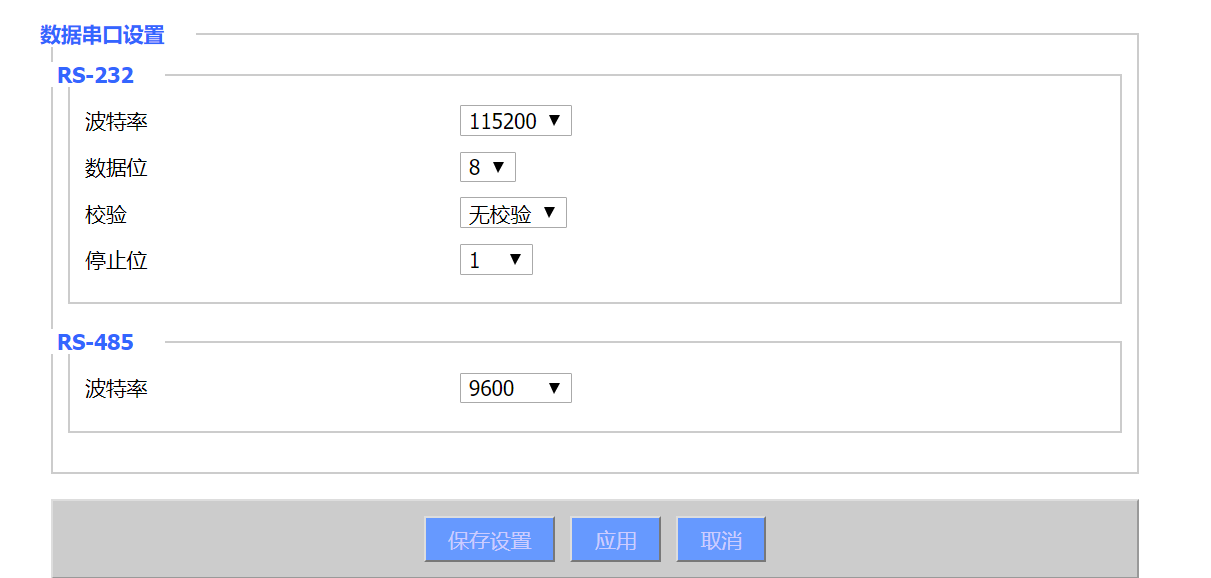 数据串口设置
RS-232
波特率 115200 ▼
数据位 8 ▼
校验 无校验 ▼
停止位 1 ▼
RS-485
波特率 9600 ▼
保存设置 应用 取消